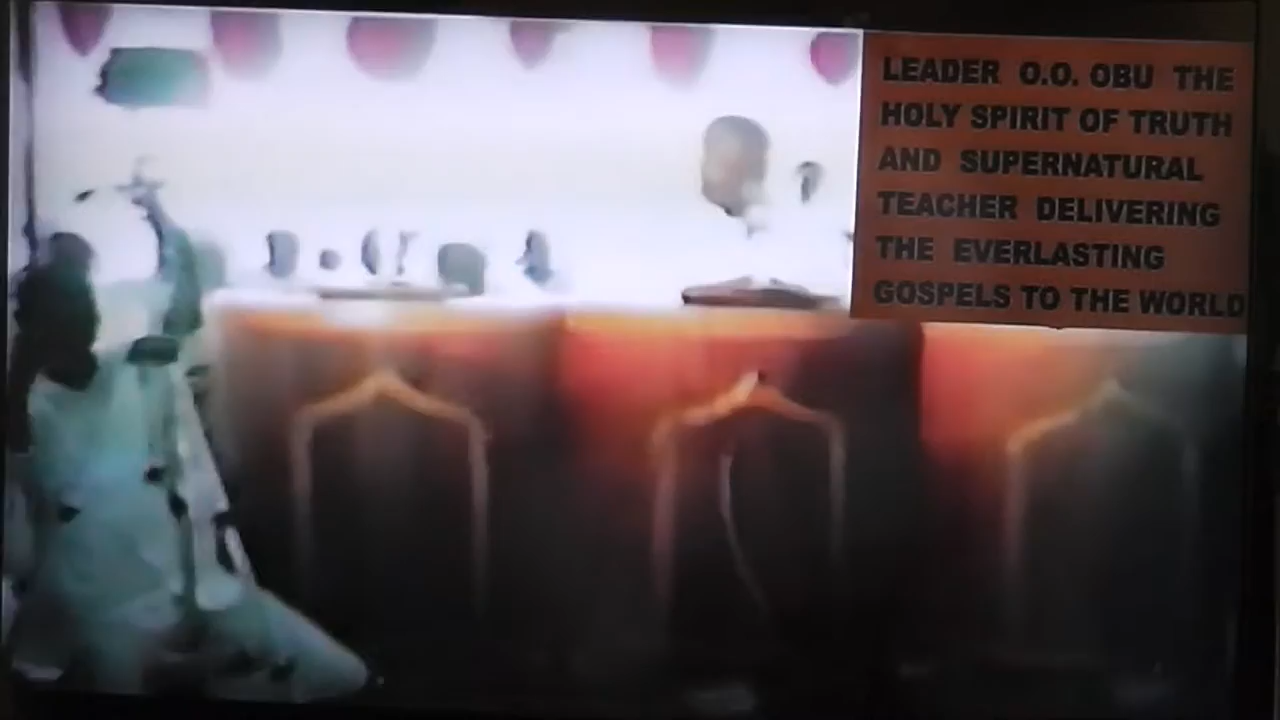 LEADER O.O. OBU THE
HOLY SPIRIT OF TRUTH
AND SUPERNATURAL
TEACHER DELIVERING
THE EVERLASTING
GOSPELS TO THE WORLD